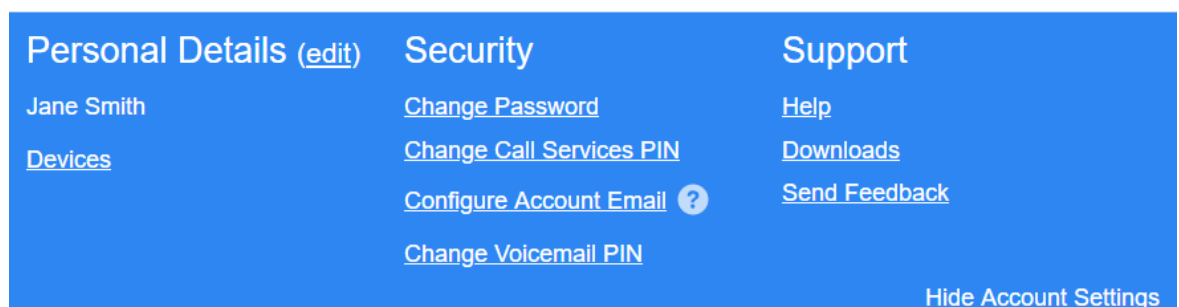 Personal Details (edit)
Jane Smith
Devices
Security
Change Password
Change Call Services PIN
Configure Account Email ?
Change Voicemail PIN
Support
Help
Downloads
Send Feedback
Hide Account Settings